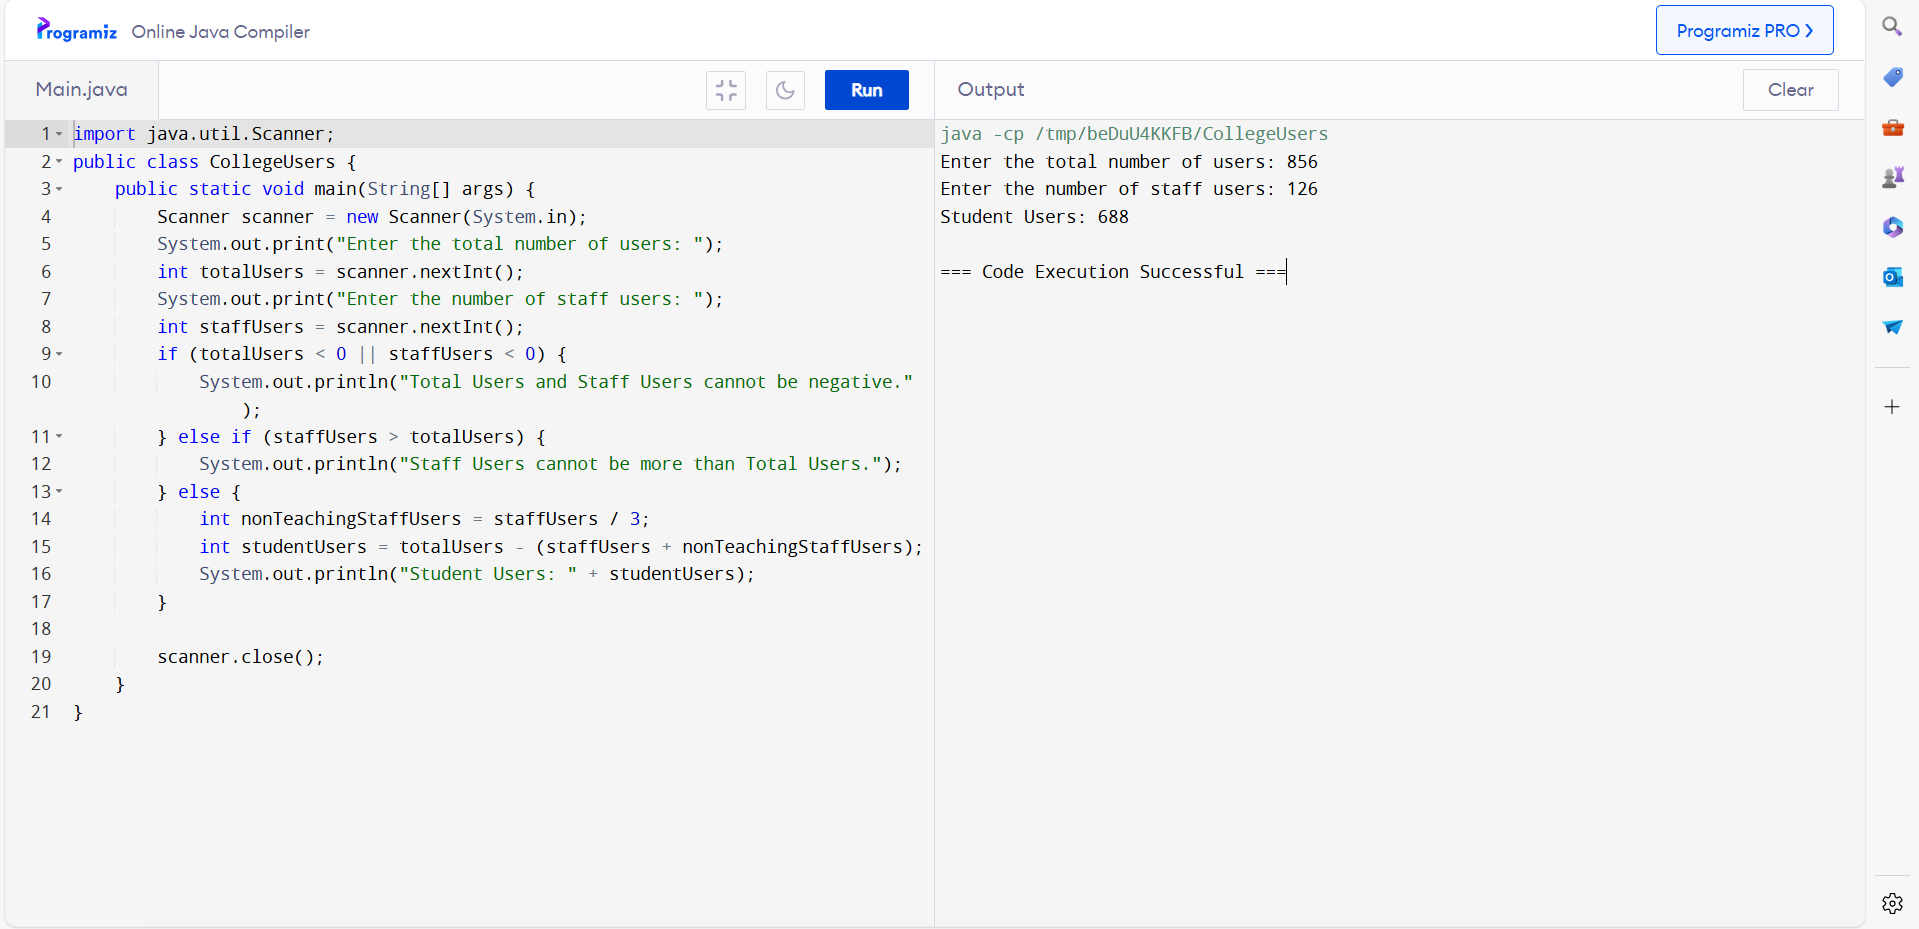 Programiz Online Java Compiler
Programiz PRO
Main.java
Run
Output
Clear
1 import java.util.Scanner;
2 public class CollegeUsers {
3 public static void main(String[] args) {
4 Scanner scanner = new Scanner(System.in);
5 System.out.print("Enter the total number of users: ");
6 int totalUsers = scanner.nextInt();
7 System.out.print("Enter the number of staff users: ");
8 int staffUsers = scanner.nextInt();
9 if (totalUsers < 0 || staffUsers < 0) {
10 System.out.println("Total Users and Staff Users cannot be negative."
);
11 } else if (staffUsers > totalUsers) {
12 System.out.println("Staff Users cannot be more than Total Users.");
13 } else {
14 int nonTeachingStaffUsers = staffUsers / 3;
15 int studentUsers = totalUsers - (staffUsers + nonTeachingStaffUsers);
16 System.out.println("Student Users: " + studentUsers);
17 }
18
19 scanner.close();
20 }
21 }
java -cp /tmp/beDuU4KKFB/CollegeUsers
Enter the total number of users: 856
Enter the number of staff users: 126
Student Users: 688
=== Code Execution Successful ===